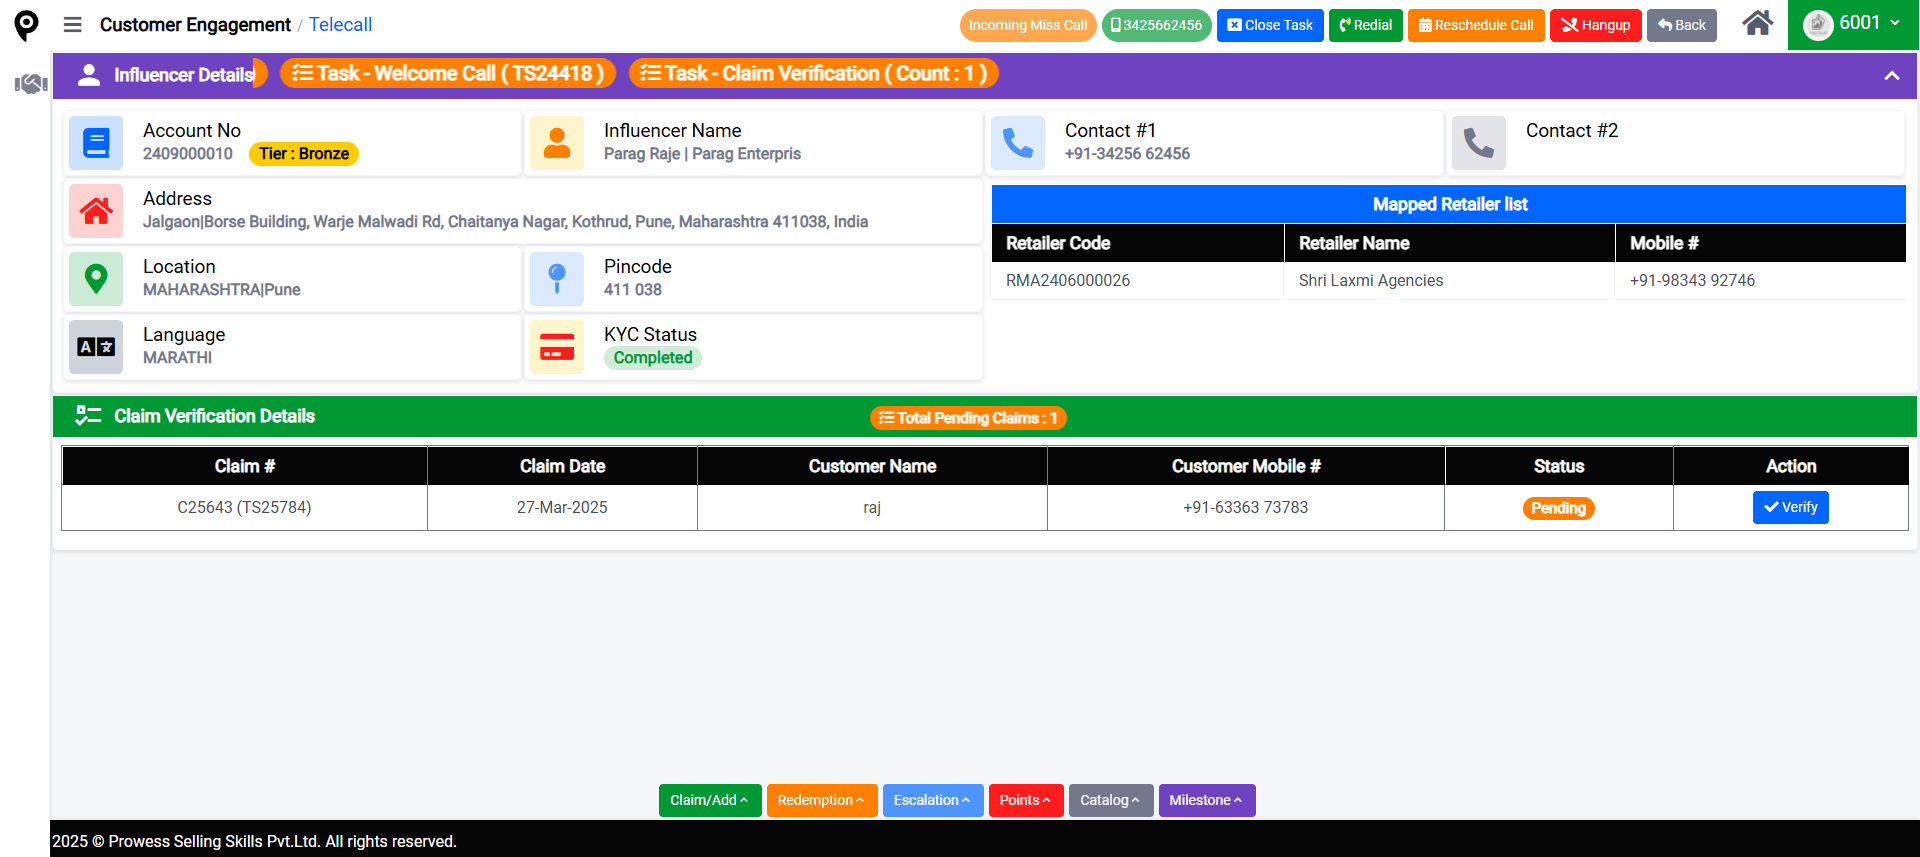 Customer Engagement / Telecall
Incoming Miss Call
3425662456
Close Task
Redial
Reschedule Call
Hangup
Back
6001
Influencer Details
Task - Welcome Call ( TS24418 )
Task - Claim Verification ( Count : 1 )
Account No
2409000010
Tier : Bronze
Influencer Name
Parag Raje | Parag Enterpris
Contact #1
+91-34256 62456
Contact #2
Address
Jalgaon|Borse Building, Warje Malwadi Rd, Chaitanya Nagar, Kothrud, Pune, Maharashtra 411038, India
Location
MAHARASHTRA|Pune
Pincode
411 038
Language
MARATHI
KYC Status
Completed
Mapped Retailer list
Retailer Code Retailer Name Mobile #
RMA2406000026 Shri Laxmi Agencies +91-98343 92746
Claim Verification Details
Total Pending Claims : 1
Claim # Claim Date Customer Name Customer Mobile # Status Action
C25643 (TS25784) 27-Mar-2025 raj +91-63363 73783 Pending Verify
Claim/Add
Redemption
Escalation
Points
Catalog
Milestone
2025 © Prowess Selling Skills Pvt.Ltd. All rights reserved.